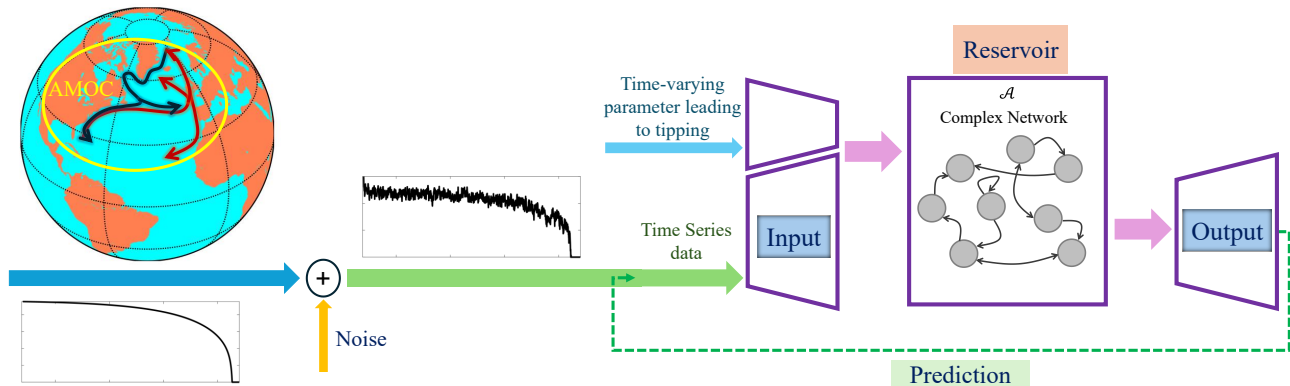 AMOC
+
Noise
Time-varying
parameter leading
to tipping
Time Series
data
Input
Reservoir
𝒜
Complex Network
Output
Prediction